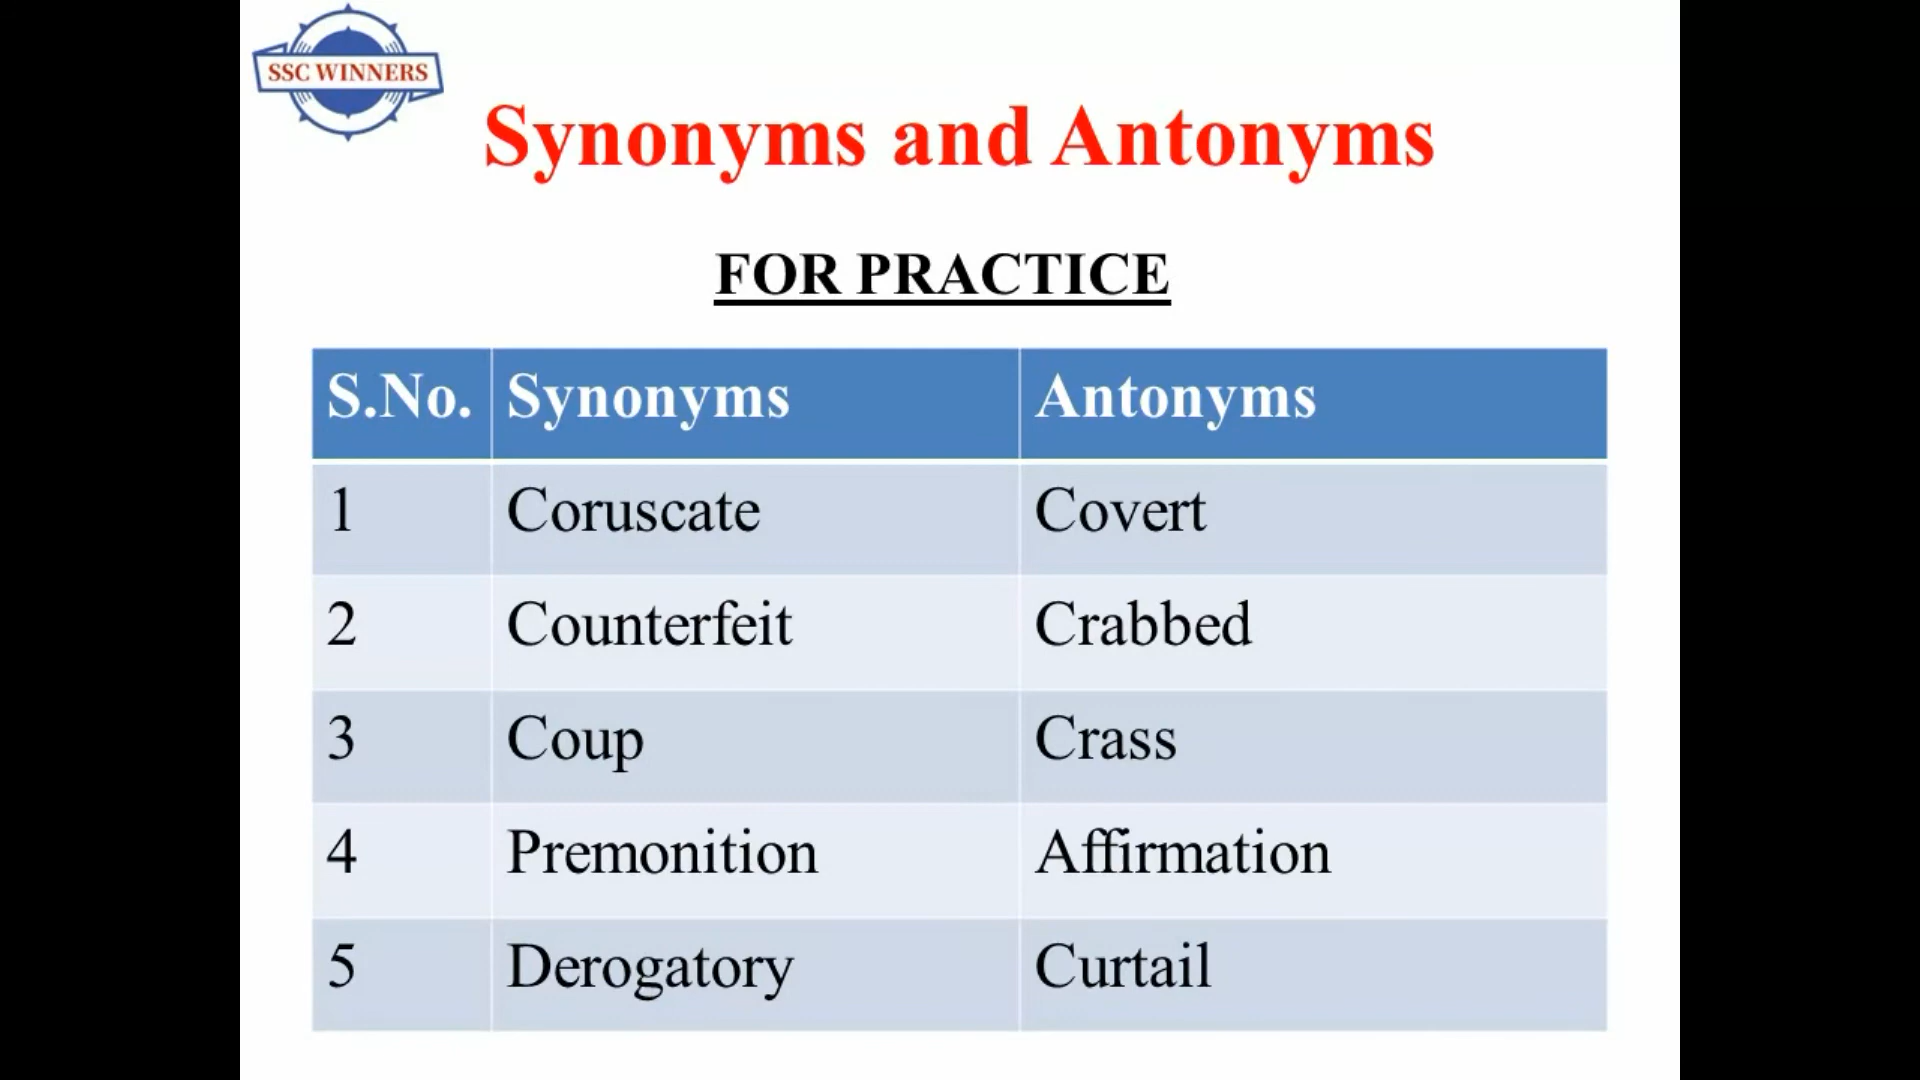 SSC WINNERS
Synonyms and Antonyms
FOR PRACTICE
S.No. Synonyms Antonyms
1 Coruscate Covert
2 Counterfeit Crabbed
3 Coup Crass
4 Premonition Affirmation
5 Derogatory Curtail